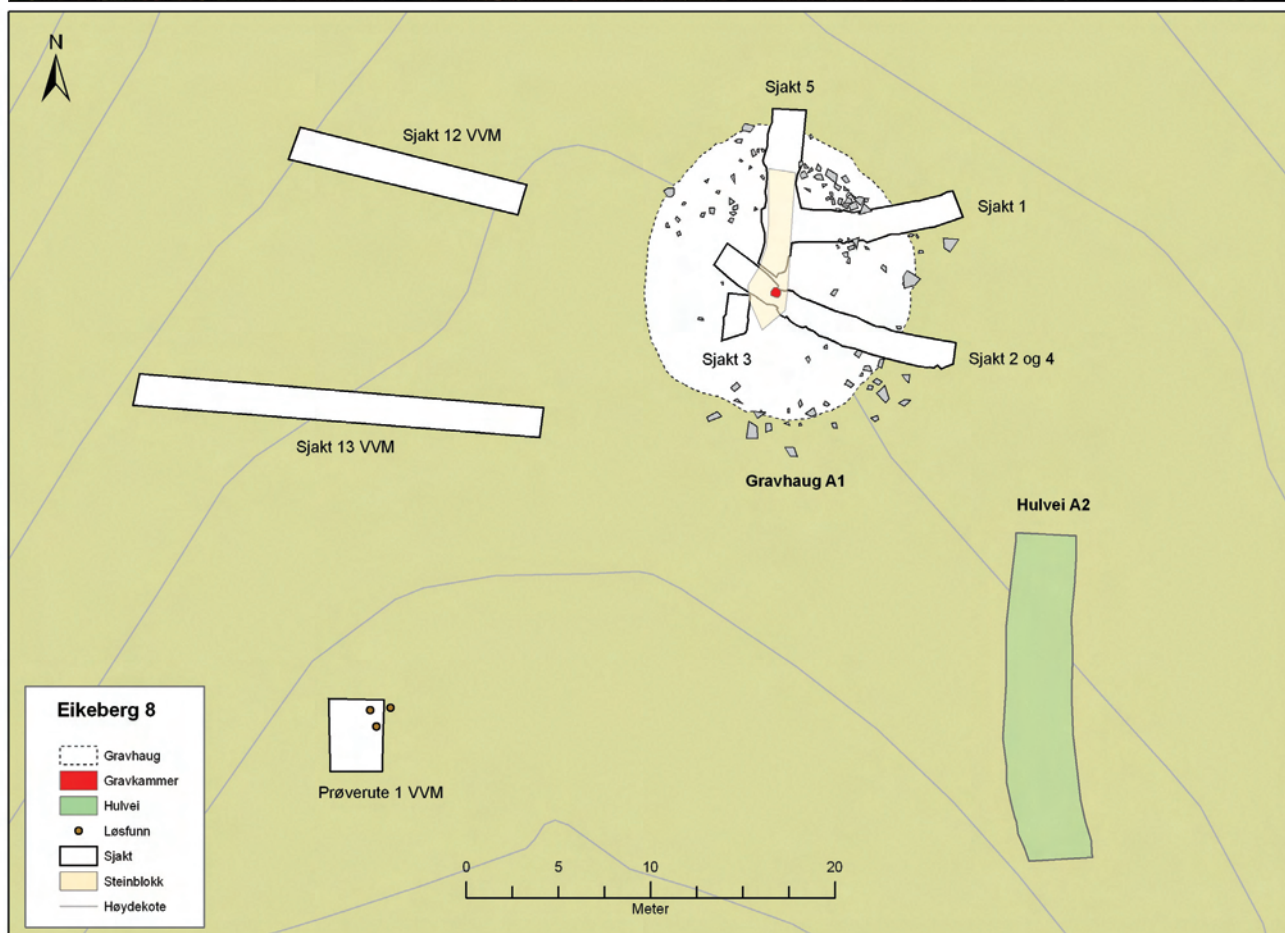 N
Sjakt 5
Sjakt 12 VVM
Sjakt 1
Sjakt 3
Sjakt 2 og 4
Sjakt 13 VVM
Gravhaug A1
Hulvei A2
Prøverute 1 VVM
Eikeberg 8
Gravhaug
Gravkammer
Hulvei
Løsfunn
Sjakt
Steinblokk
Høydekote
0 5 10 20
Meter